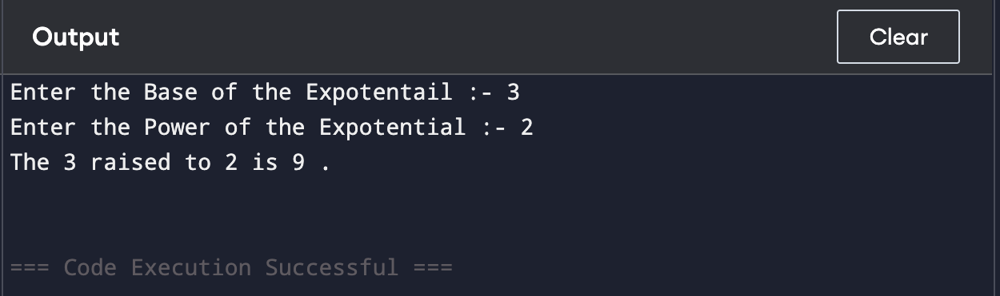 Output
Clear
Enter the Base of the Expotentail :- 3
Enter the Power of the Expotential :- 2
The 3 raised to 2 is 9 .
=== Code Execution Successful ===